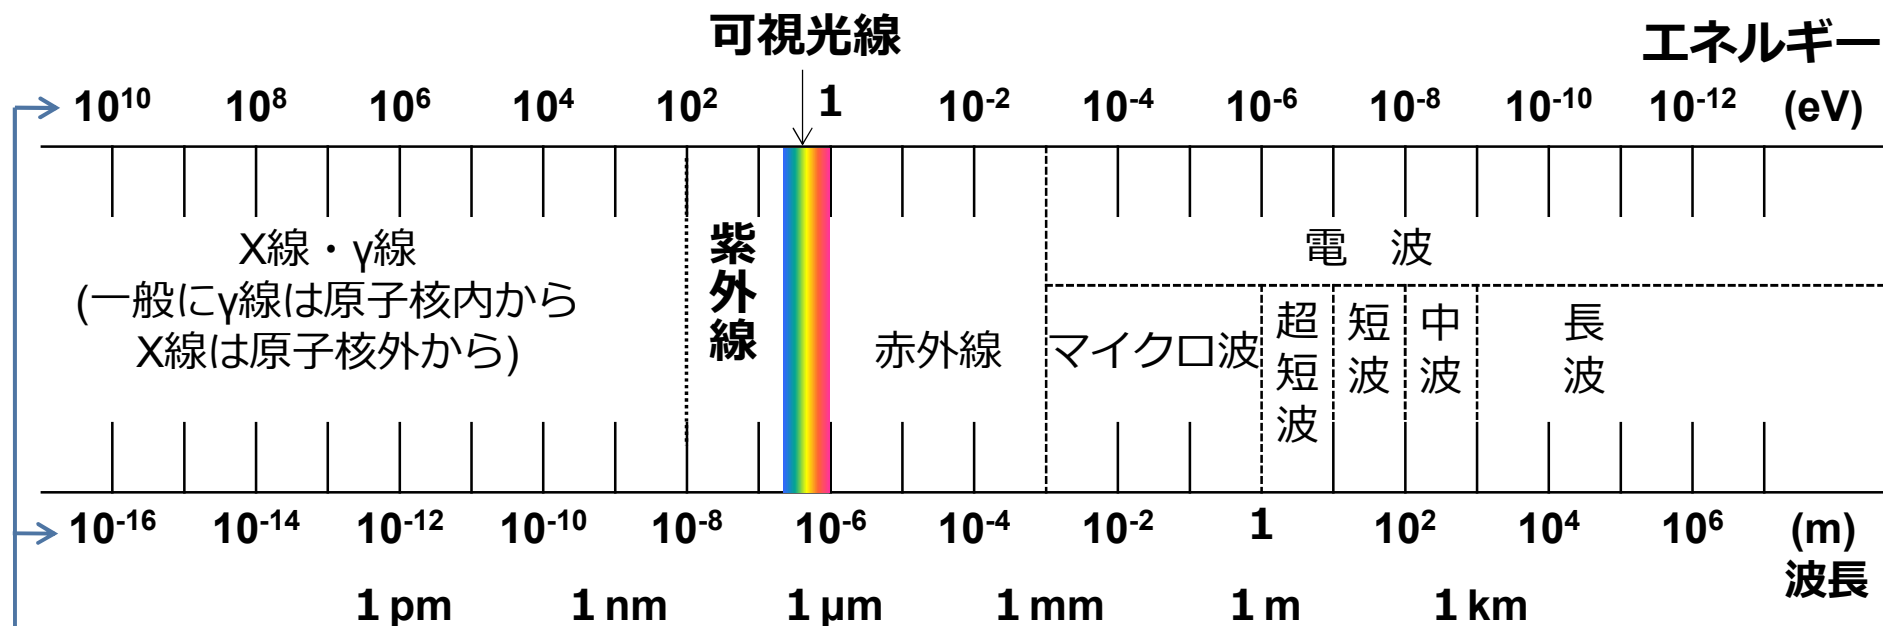 可視光線
エネルギー
10¹⁰ 10⁸ 10⁶ 10⁴ 10² 1 10⁻² 10⁻⁴ 10⁻⁶ 10⁻⁸ 10⁻¹⁰ 10⁻¹² (eV)
X線・γ線
(一般にγ線は原子核内から
X線は原子核外から)
紫外線
赤外線
電 波
マイクロ波
超短波
短波
中波
長波
10⁻¹⁶ 10⁻¹⁴ 10⁻¹² 10⁻¹⁰ 10⁻⁸ 10⁻⁶ 10⁻⁴ 10⁻² 1 10² 10⁴ 10⁶ (m)
波長
1 pm 1 nm 1 μm 1 mm 1 m 1 km